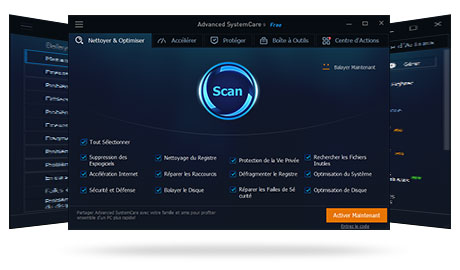 Advanced SystemCare 8 Free
Nettoyer & Optimiser
Accélérer
Protéger
Boîte à Outils
Centre d'Actions
Balayer Maintenant
Scan
Tout Sélectionner
Suppression des Espogiciels
Nettoyage du Registre
Protection de la Vie Privée
Rechercher les Fichiers Inutiles
Accélération Internet
Réparer les Raccourcis
Défragmenter le Registre
Optimisation du Système
Sécurité et Défense
Balayer le Disque
Réparer les Failles de Sé
curité
Optimisation de Disque
Partager Advanced SystemCare avec votre famille et amis pour profiter
ensemble d'un PC plus rapide!
Activer Maintenant
Entrez le code
Gérer